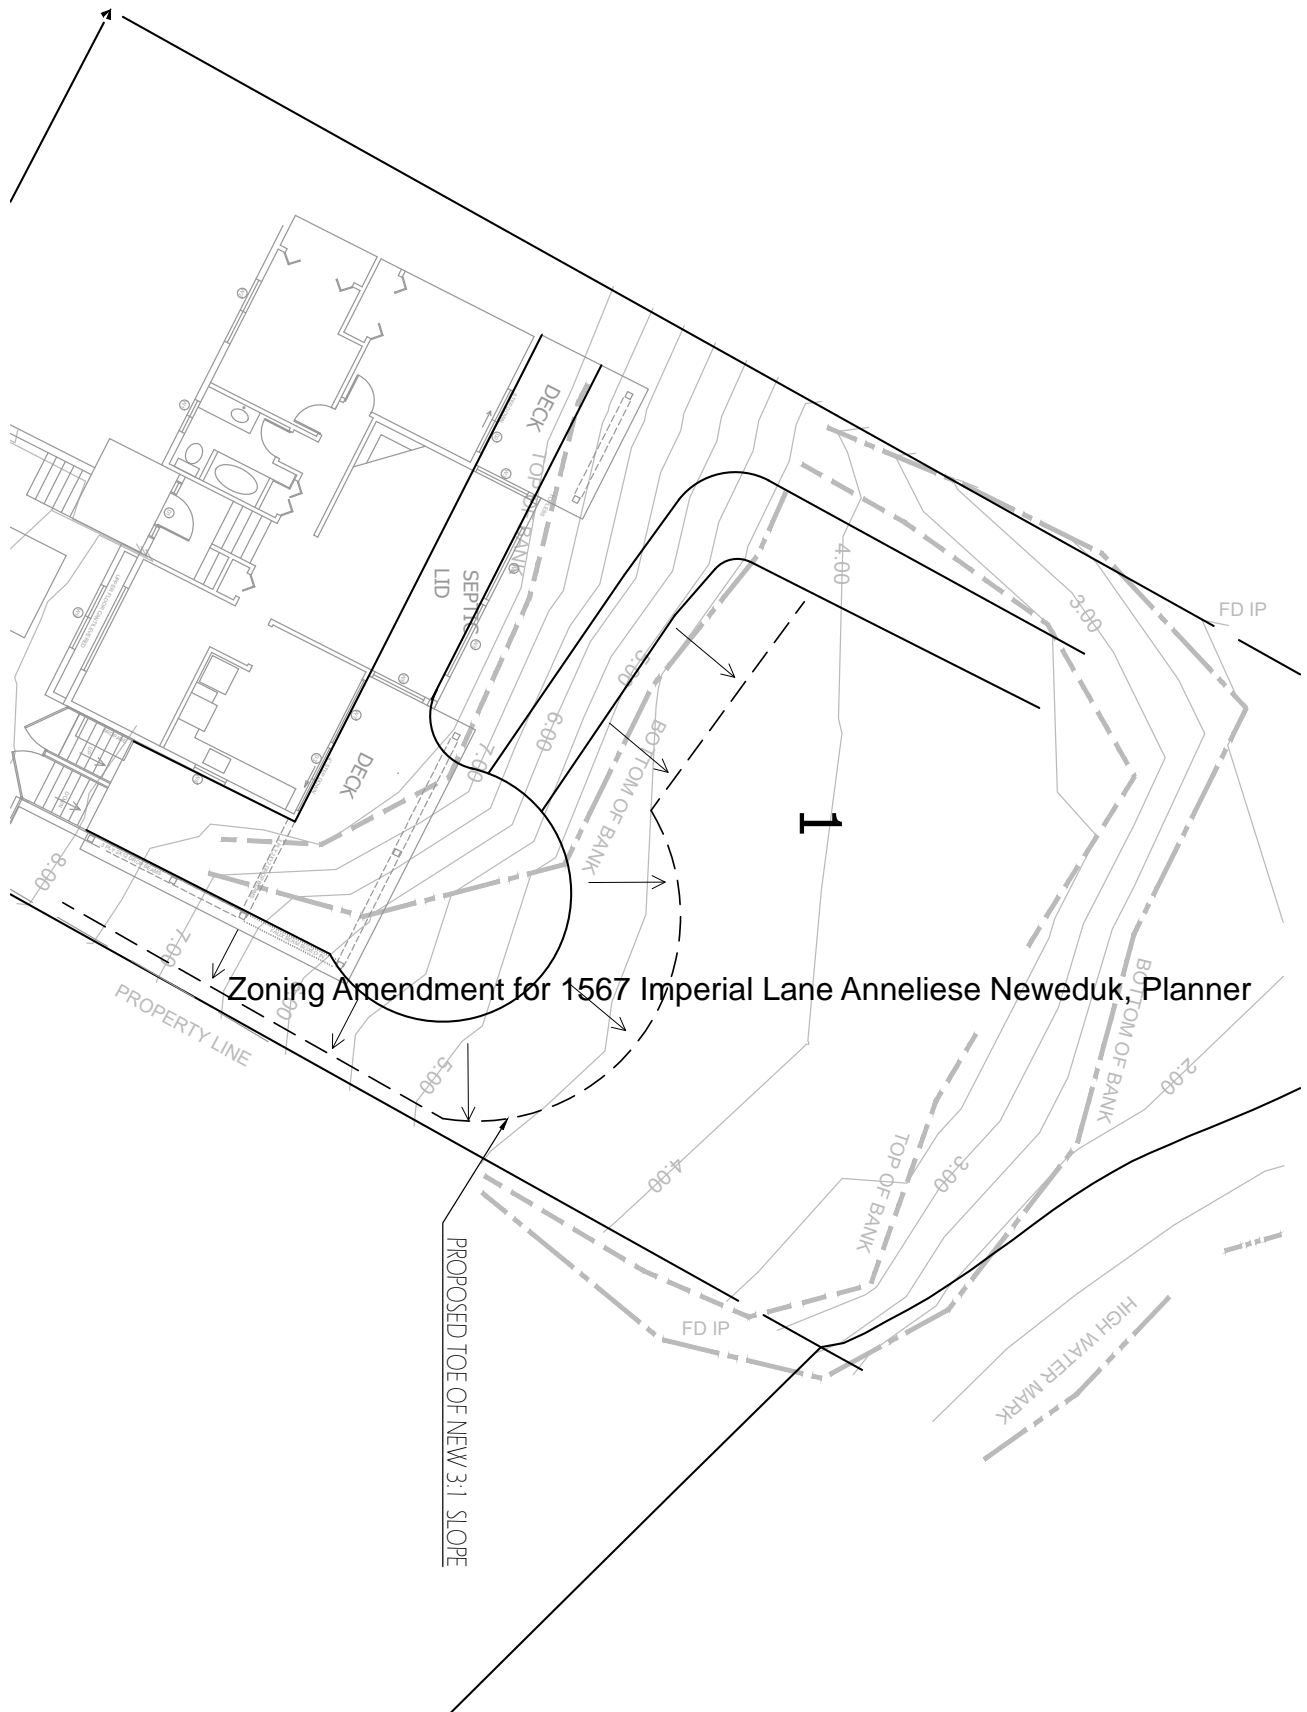 DECK
TOP OF BANK
SEPTIC
LID
4.00
3.00
FD IP
5.00
6.00
7.00
BOTTOM OF BANK
DECK
1
8.00
7.00
6.00
5.00
PROPERTY LINE
Zoning Amendment for 1567 Imperial Lane Anneliese Neweduk, Planner
BOTTOM OF BANK
2.00
TOP OF BANK
3.00
4.00
FD IP
HIGH WATER MARK
PROPOSED TOE OF NEW 3:1 SLOPE